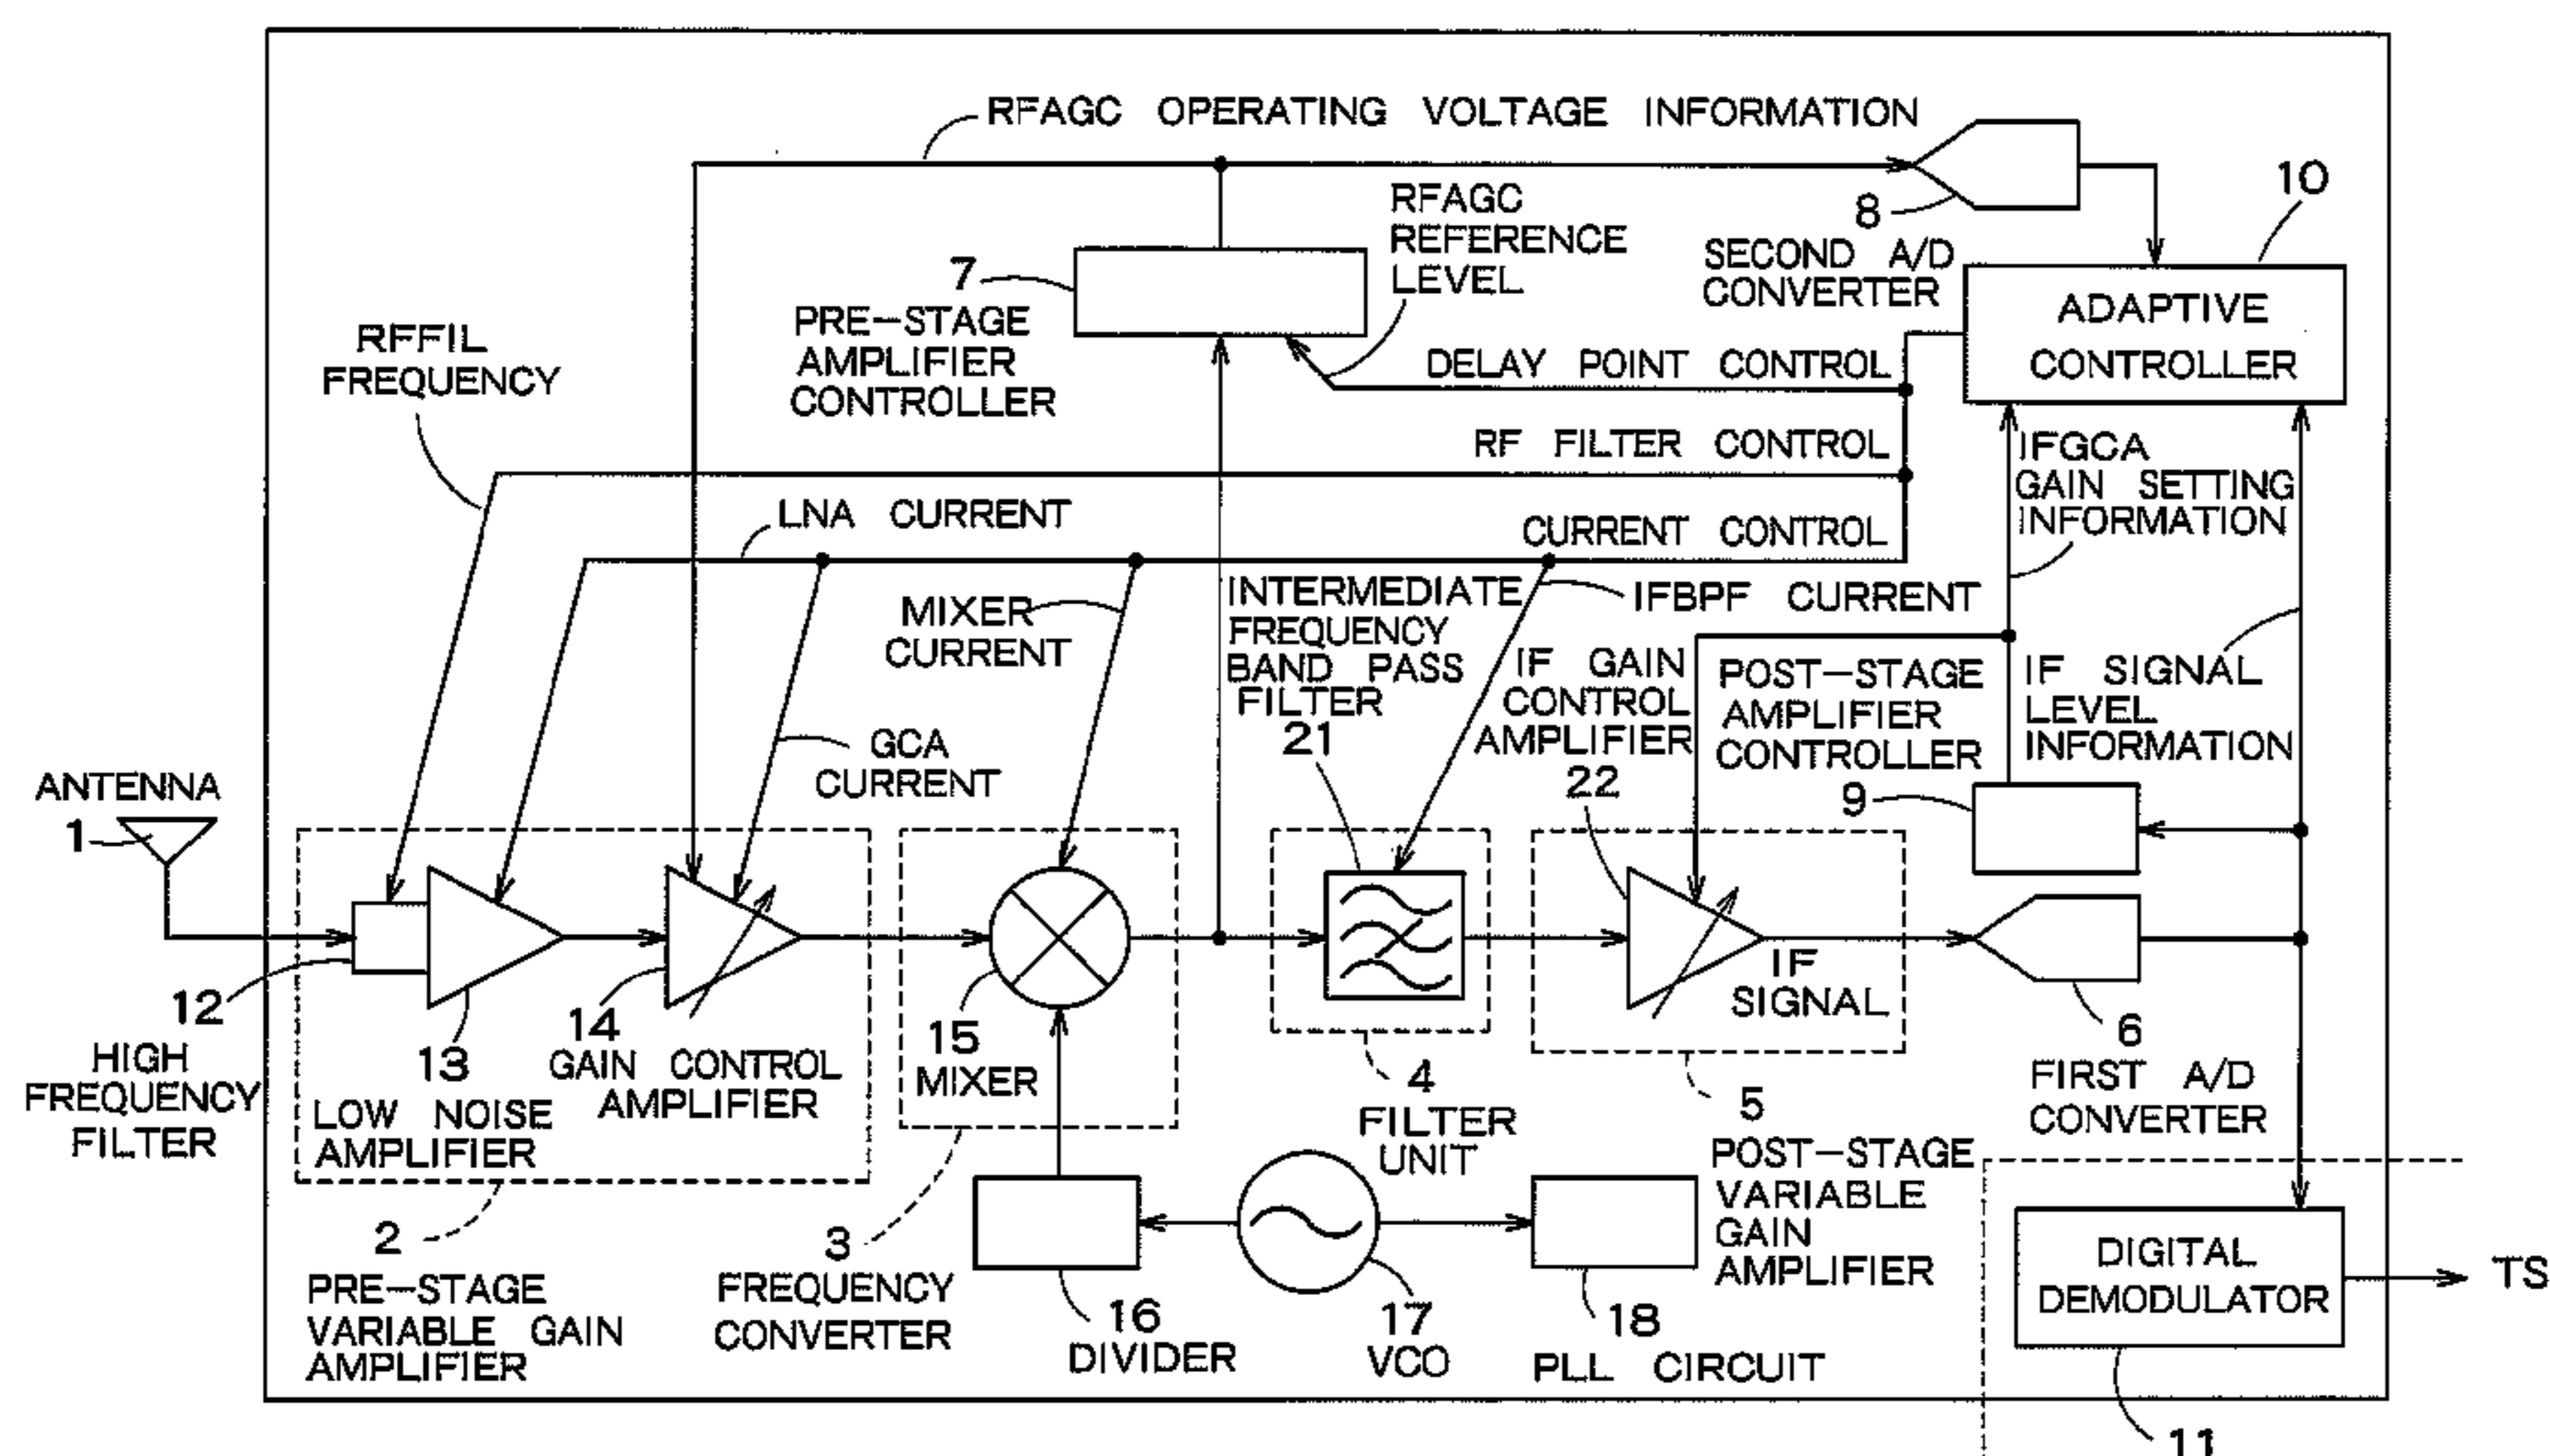 RFAGC OPERATING VOLTAGE INFORMATION
8
SECOND A/D
CONVERTER
10
ADAPTIVE
CONTROLLER
RFAGC
REFERENCE
LEVEL
7
PRE-STAGE
AMPLIFIER
CONTROLLER
RFFIL
FREQUENCY
DELAY POINT CONTROL
RF FILTER CONTROL
LNA CURRENT
CURRENT CONTROL
IFGCA
GAIN SETTING
INFORMATION
MIXER
CURRENT
INTERMEDIATE
FREQUENCY
BAND PASS
FILTER
21
IFBPF CURRENT
IF GAIN
CONTROL
AMPLIFIER
22
POST-STAGE
AMPLIFIER
CONTROLLER
9
IF SIGNAL
LEVEL
INFORMATION
GCA
CURRENT
ANTENNA
1
12
HIGH
FREQUENCY
FILTER
13
LOW NOISE
AMPLIFIER
14
GAIN CONTROL
AMPLIFIER
15
MIXER
IF
SIGNAL
6
FIRST A/D
CONVERTER
4
FILTER
UNIT
5
POST-STAGE
VARIABLE
GAIN
AMPLIFIER
2
PRE-STAGE
VARIABLE GAIN
AMPLIFIER
3
FREQUENCY
CONVERTER
16
DIVIDER
17
VCO
18
PLL CIRCUIT
DIGITAL
DEMODULATOR
TS
11